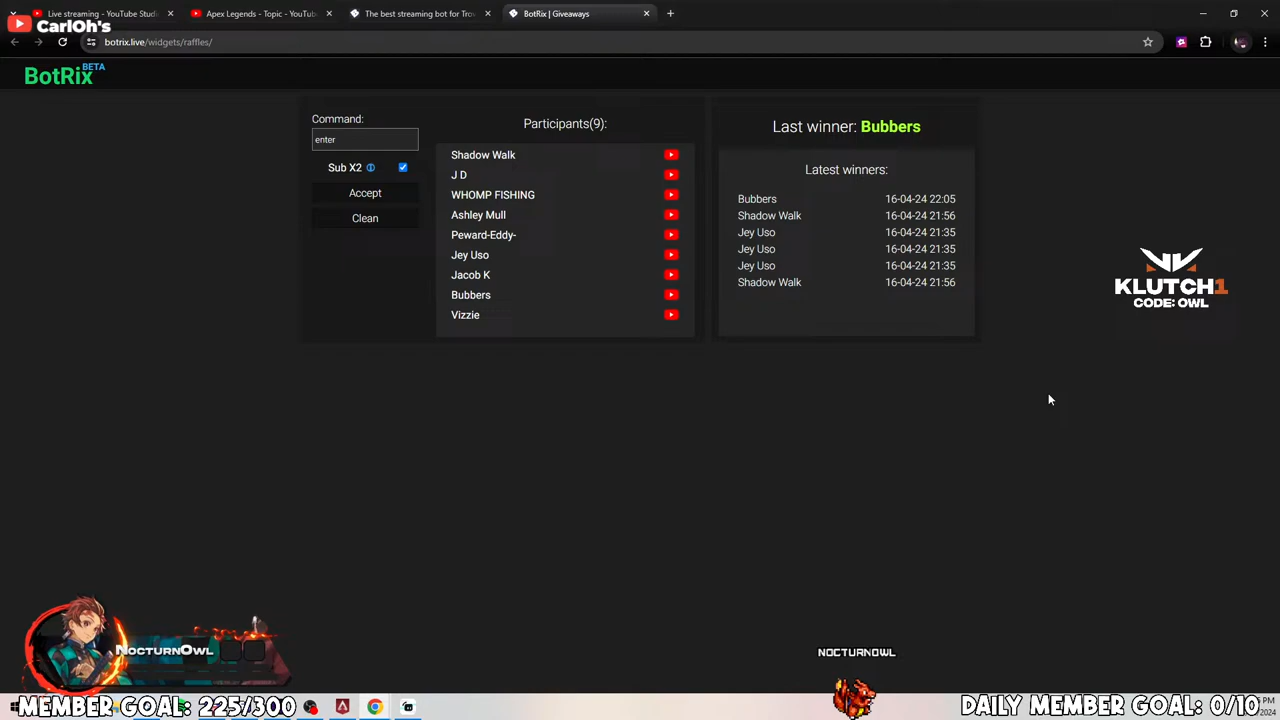 Live streaming - YouTube Studi
Apex Legends - Topic - YouTub
The best streaming bot for Tro
BotRix | Giveaways
CarlOh's
botrix.live/widgets/raffles/
BotRix BETA
Command:
enter
Sub X2
Accept
Clean
Participants(9):
Shadow Walk
J D
WHOMP FISHING
Ashley Mull
Peward-Eddy-
Jey Uso
Jacob K
Bubbers
Vizzie
Last winner: Bubbers
Latest winners:
Bubbers 16-04-24 22:05
Shadow Walk 16-04-24 21:56
Jey Uso 16-04-24 21:35
Jey Uso 16-04-24 21:35
Jey Uso 16-04-24 21:35
Shadow Walk 16-04-24 21:56
KLUTCH1
CODE: OWL
NOCTURNOWL
NOCTURNOWL
MEMBER GOAL: 225/300
DAILY MEMBER GOAL: 0/10